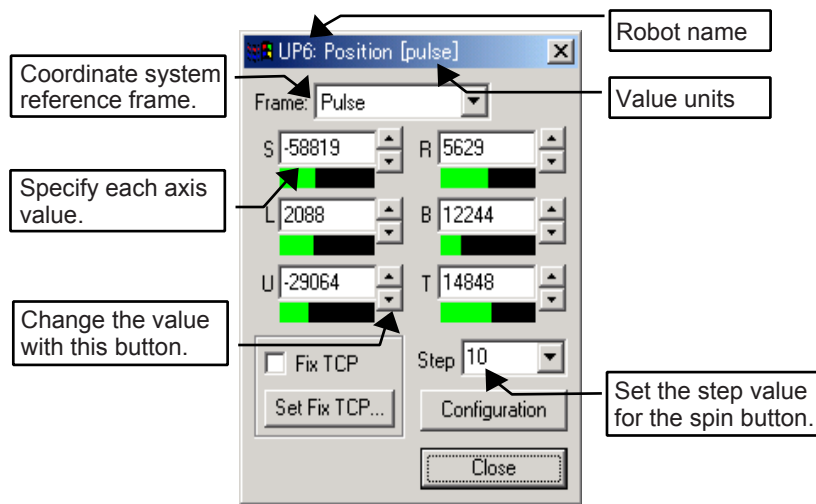 Robot name
UP6: Position [pulse]
Coordinate system
reference frame.
Value units
Frame: Pulse
S -58819 R 5629
Specify each axis
value.
L 2088 B 12244
U -29064 T 14848
Change the value
with this button.
Fix TCP Step 10
Set the step value
for the spin button.
Set Fix TCP... Configuration
Close